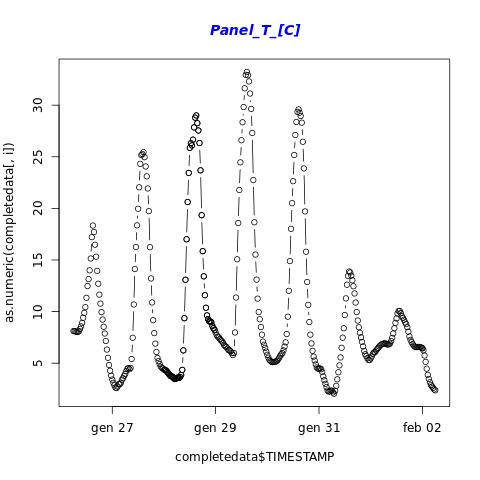 Panel_T_[C]
as.numeric(completedata[, i])
30
25
20
15
10
5
gen 27
gen 29
gen 31
feb 02
completedata$TIMESTAMP